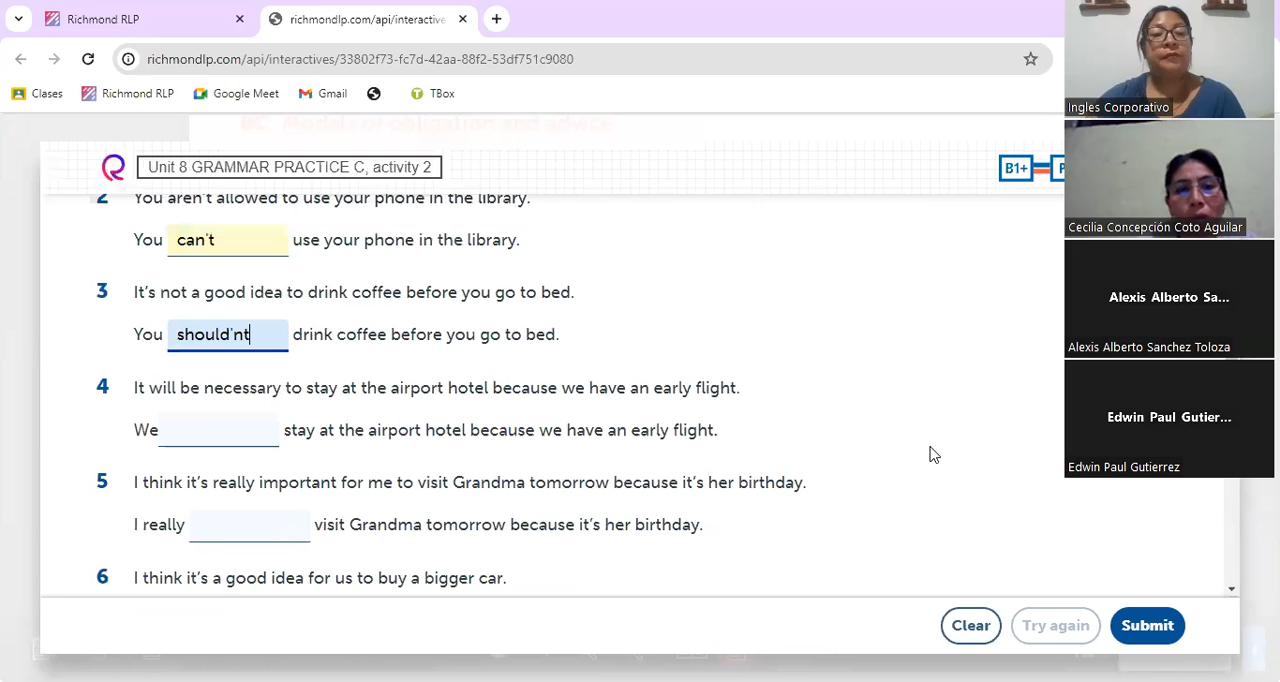 Richmond RLP
richmondlp.com/api/interactive
richmondlp.com/api/interactives/33802f73-fc7d-42aa-88f2-53df751c9080
Clases Richmond RLP Google Meet Gmail TBox
8C Modals of obligation and advice
Unit 8 GRAMMAR PRACTICE C, activity 2
B1+ P
2 You aren't allowed to use your phone in the library.
You can't use your phone in the library.
3 It's not a good idea to drink coffee before you go to bed.
You should'nt drink coffee before you go to bed.
4 It will be necessary to stay at the airport hotel because we have an early flight.
We stay at the airport hotel because we have an early flight.
5 I think it's really important for me to visit Grandma tomorrow because it's her birthday.
I really visit Grandma tomorrow because it's her birthday.
6 I think it's a good idea for us to buy a bigger car.
Clear Try again Submit
Ingles Corporativo
Cecilia Concepción Coto Aguilar
Alexis Alberto Sa...
Alexis Alberto Sanchez Toloza
Edwin Paul Gutier...
Edwin Paul Gutierrez